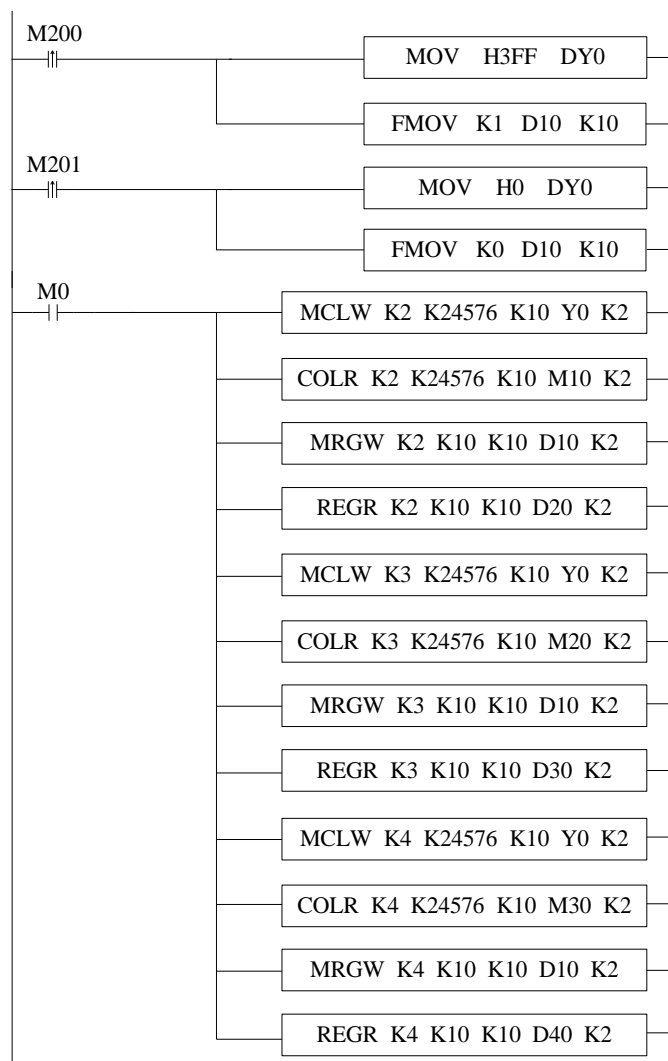 M200
MOV H3FF DY0
FMOV K1 D10 K10
M201
MOV H0 DY0
FMOV K0 D10 K10
M0
MCLW K2 K24576 K10 Y0 K2
COLR K2 K24576 K10 M10 K2
MRGW K2 K10 K10 D10 K2
REGR K2 K10 K10 D20 K2
MCLW K3 K24576 K10 Y0 K2
COLR K3 K24576 K10 M20 K2
MRGW K3 K10 K10 D10 K2
REGR K3 K10 K10 D30 K2
MCLW K4 K24576 K10 Y0 K2
COLR K4 K24576 K10 M30 K2
MRGW K4 K10 K10 D10 K2
REGR K4 K10 K10 D40 K2